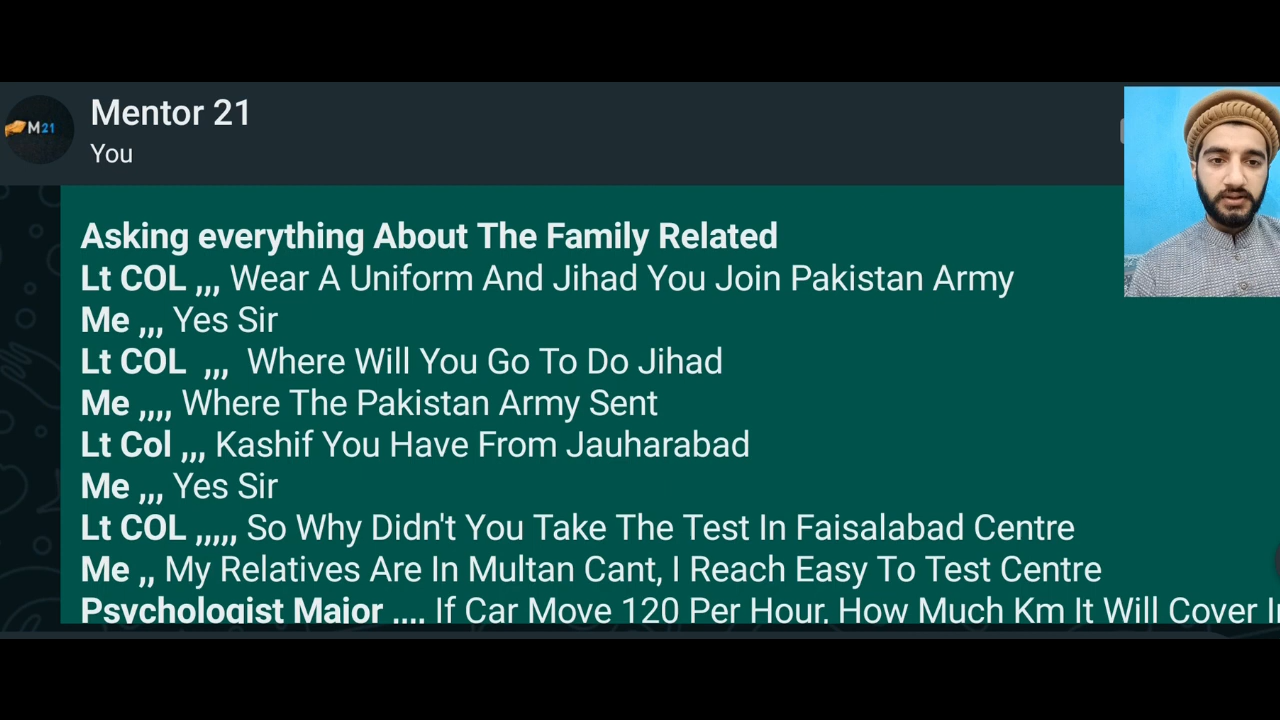 M21
Mentor 21
You
Asking everything About The Family Related
Lt COL ,,, Wear A Uniform And Jihad You Join Pakistan Army
Me ,,, Yes Sir
Lt COL ,,, Where Will You Go To Do Jihad
Me ,,,, Where The Pakistan Army Sent
Lt Col ,,, Kashif You Have From Jauharabad
Me ,,, Yes Sir
Lt COL ,,,,, So Why Didn't You Take The Test In Faisalabad Centre
Me ,, My Relatives Are In Multan Cant, I Reach Easy To Test Centre
Psychologist Major .... If Car Move 120 Per Hour, How Much Km It Will Cover